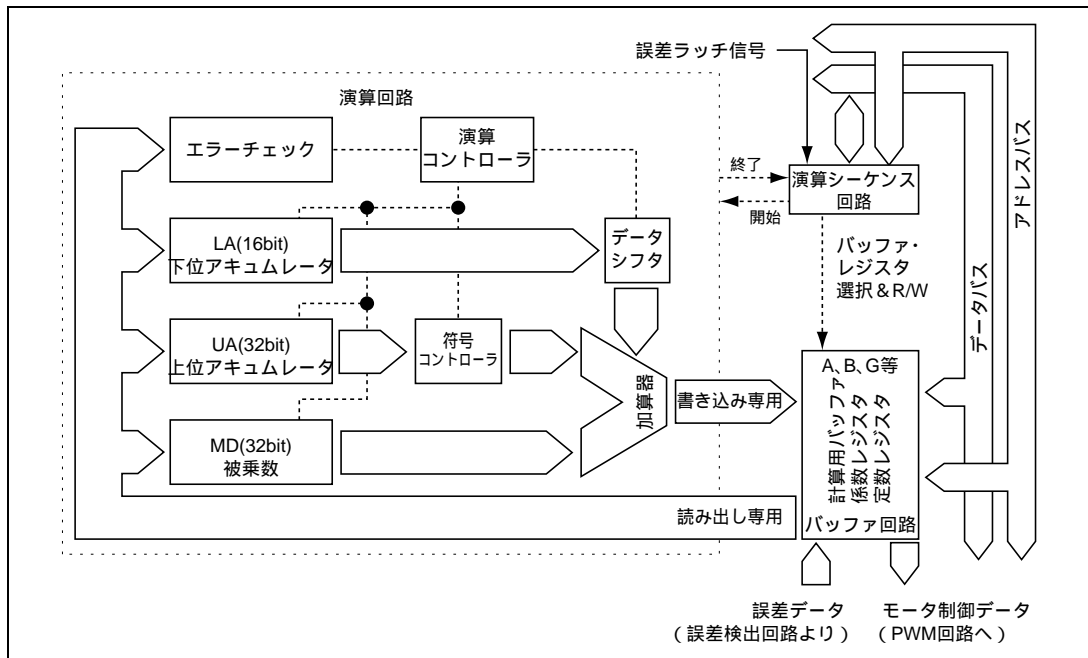 誤差ラッチ信号
演算回路
エラーチェック
演算
コントローラ
終了
開始
演算シーケンス
回路
アドレスバス
LA(16bit)
下位アキュムレータ
データ
シフタ
バッファ・
レジスタ
選択＆R/W
データバス
UA(32bit)
上位アキュムレータ
符号
コントローラ
加算器
書き込み専用
A、B、G等
計算用バッファ
係数レジスタ
定数レジスタ
バッファ回路
MD(32bit)
被乗数
読み出し専用
誤差データ
（誤差検出回路より）
モータ制御データ
（PWM回路へ）